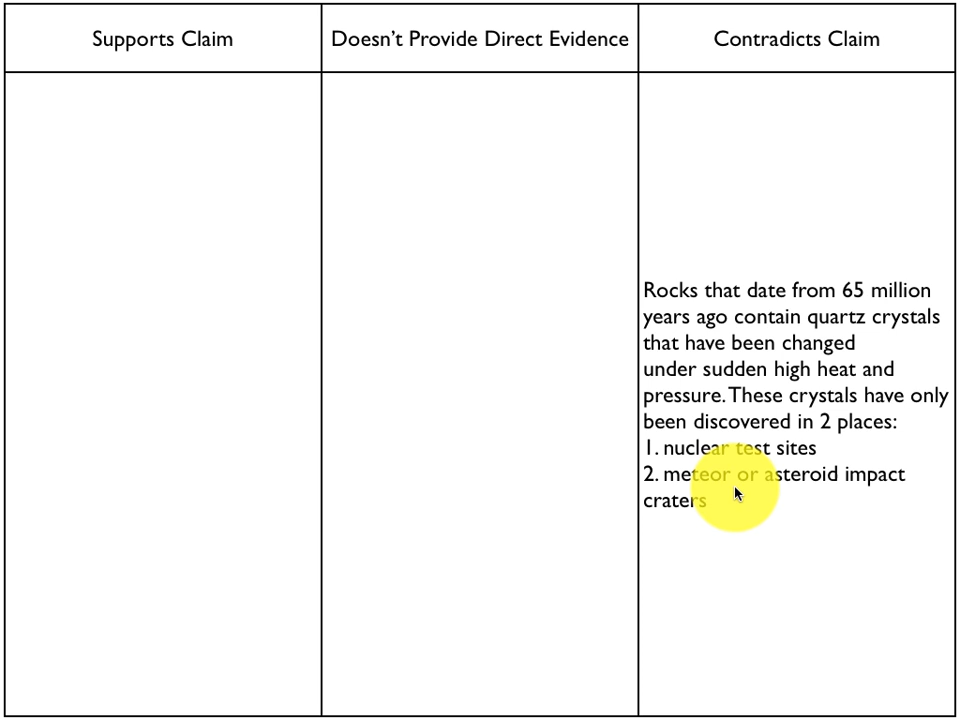 Supports Claim
Doesn't Provide Direct Evidence
Contradicts Claim
Rocks that date from 65 million
years ago contain quartz crystals
that have been changed
under sudden high heat and
pressure. These crystals have only
been discovered in 2 places:
1. nuclear test sites
2. meteor or asteroid impact
craters